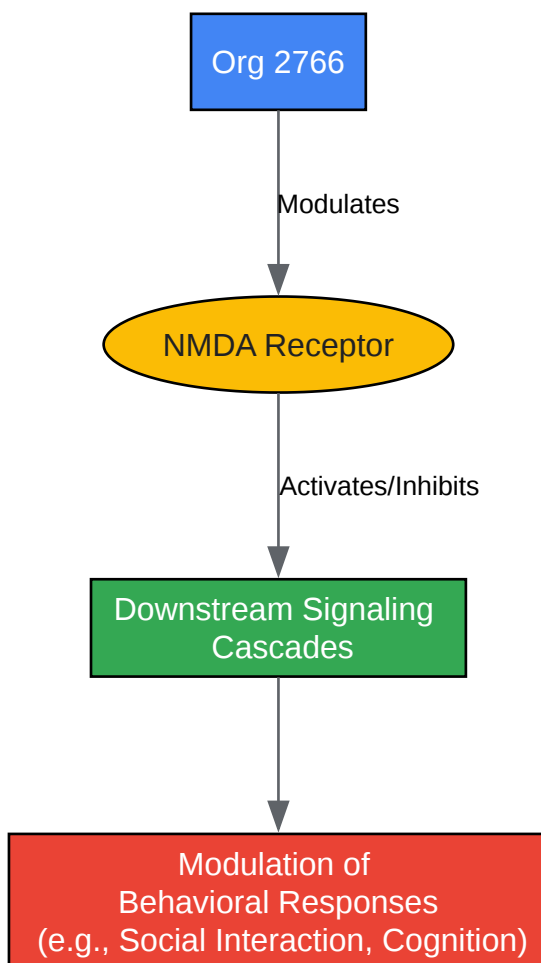 Org 2766
Modulates
NMDA Receptor
Activates/Inhibits
Downstream Signaling
Cascades
Modulation of
Behavioral Responses
(e.g., Social Interaction, Cognition)